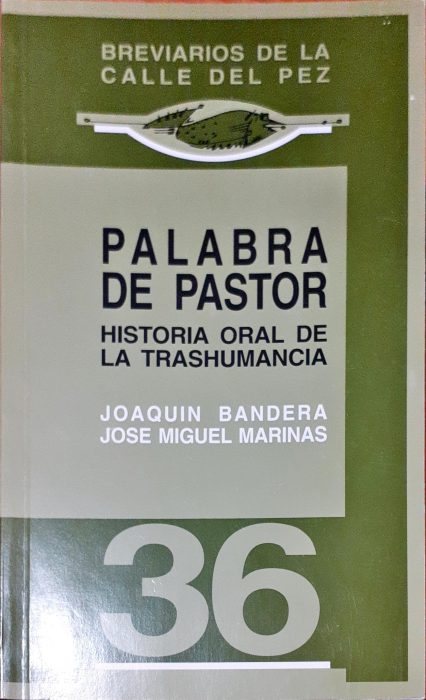 BREVIARIOS DE LA
CALLE DEL PEZ
PALABRA
DE PASTOR
HISTORIA ORAL DE
LA TRASHUMANCIA
JOAQUIN BANDERA
JOSE MIGUEL MARINAS
36